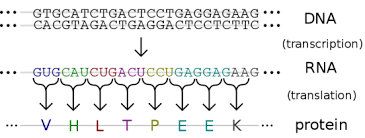 ··· GTGCATCTGACTCCTGAGGAGAAG ··· DNA
··· CACGTAGACTGAGGACTCCTCTTC ···
(transcription)
··· GUGCAUCUGACUCCUGAGGAGAAG ··· RNA
(translation)
··· V H L T P E E K ··· protein